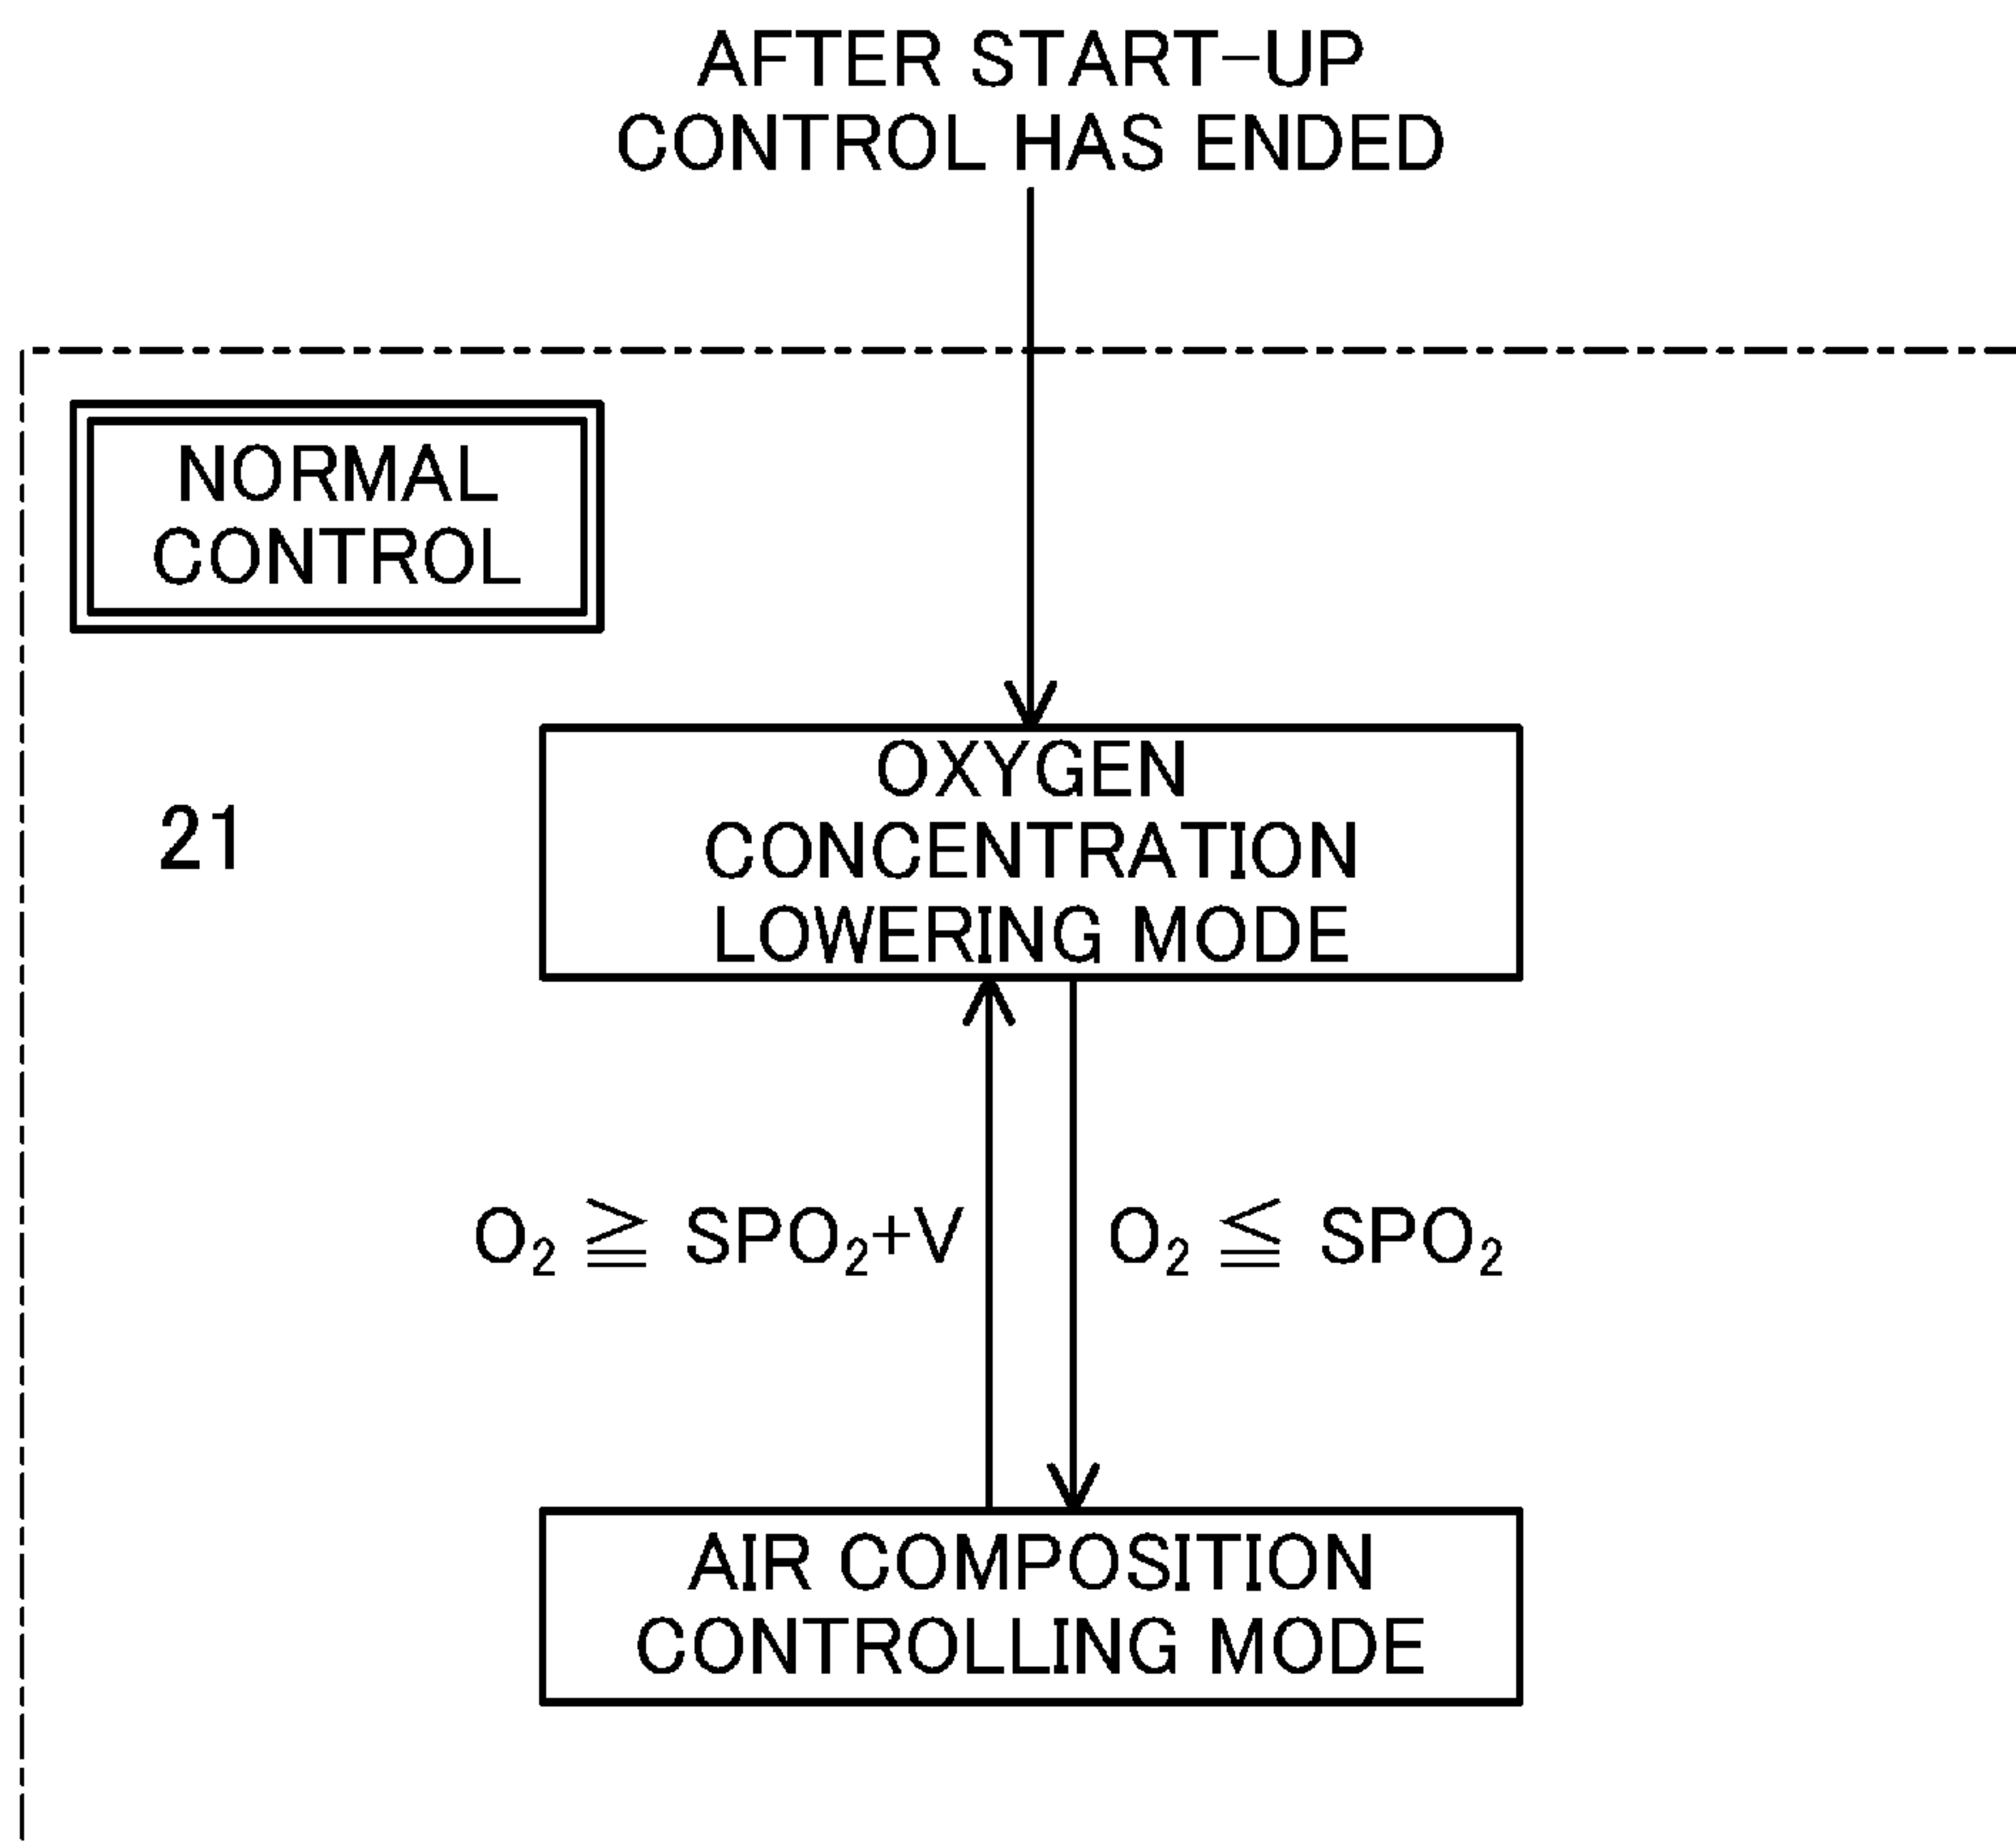 AFTER START-UP
CONTROL HAS ENDED
NORMAL
CONTROL
OXYGEN
CONCENTRATION
LOWERING MODE
21
O₂ ≧ SPO₂+V
O₂ ≦ SPO₂
AIR COMPOSITION
CONTROLLING MODE